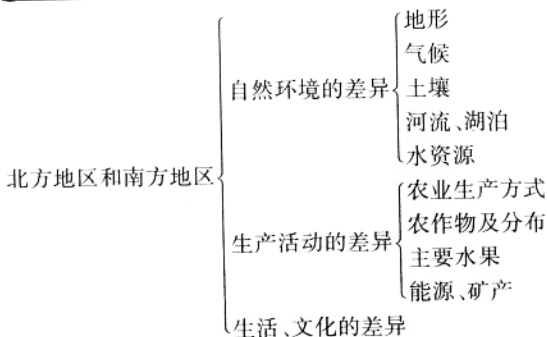 北方地区和南方地区
自然环境的差异
地形
气候
土壤
河流、湖泊
水资源
生产活动的差异
农业生产方式
农作物及分布
主要水果
能源、矿产
生活、文化的差异